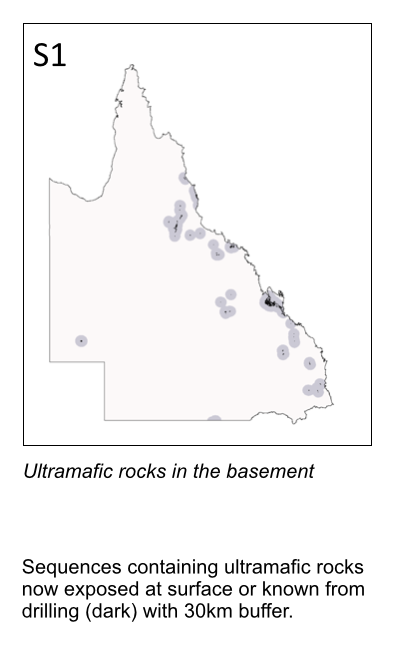 S1
Ultramafic rocks in the basement
Sequences containing ultramafic rocks
now exposed at surface or known from
drilling (dark) with 30km buffer.